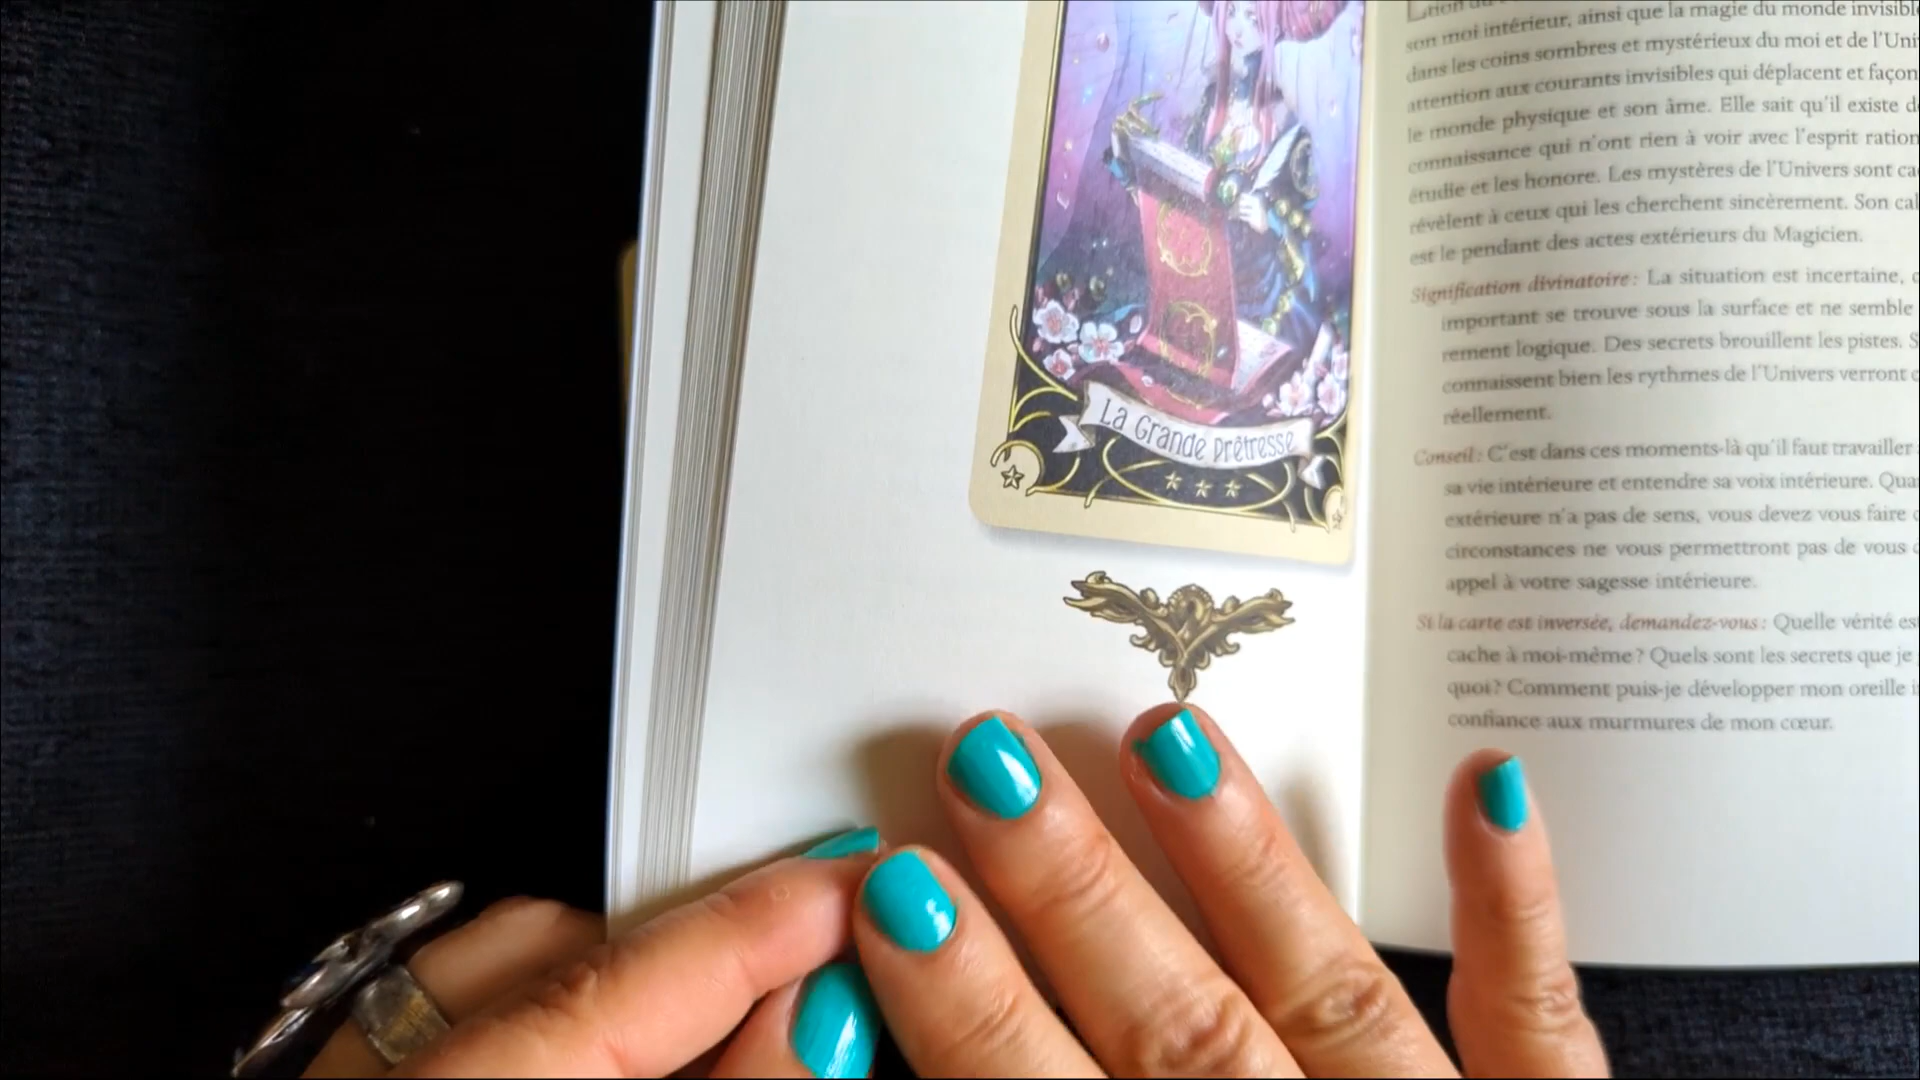 La Grande Prêtresse
son moi intérieur, ainsi que la magie du monde
dans les coins sombres et mystérieux du moi et de
attention aux courants invisibles qui déplacent et
le monde physique et son âme. Elle sait qu'il existe
connaissance qui n'ont rien à voir avec l'esprit
étudie et les honore. Les mystères de l'Univers sont
révèlent à ceux qui les cherchent sincèrement. Son
est le pendant des actes extérieurs du Magicien.
Signification divinatoire : La situation est incertaine,
important se trouve sous la surface et ne semble
rement logique. Des secrets brouillent les pistes.
connaissent bien les rythmes de l'Univers verront
réellement.
Conseil : C'est dans ces moments-là qu'il faut travailler
sa vie intérieure et entendre sa voix intérieure.
extérieure n'a pas de sens, vous devez vous faire
circonstances ne vous permettront pas de vous
appel à votre sagesse intérieure.
Si la carte est inversée, demandez-vous : Quelle vérité
cache à moi-même ? Quels sont les secrets que je
quoi ? Comment puis-je développer mon oreille
confiance aux murmures de mon cœur.